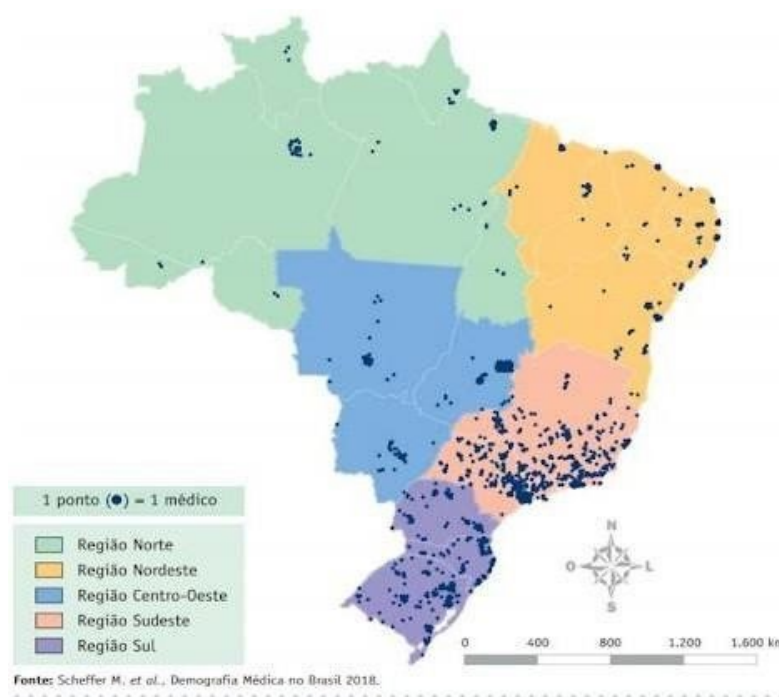 N
O L
S
1 ponto (●) = 1 médico
Região Norte
Região Nordeste
Região Centro-Oeste
Região Sudeste
Região Sul
0 400 800 1.200 1.600 km
Fonte: Scheffer M. et al., Demografia Médica no Brasil 2018.